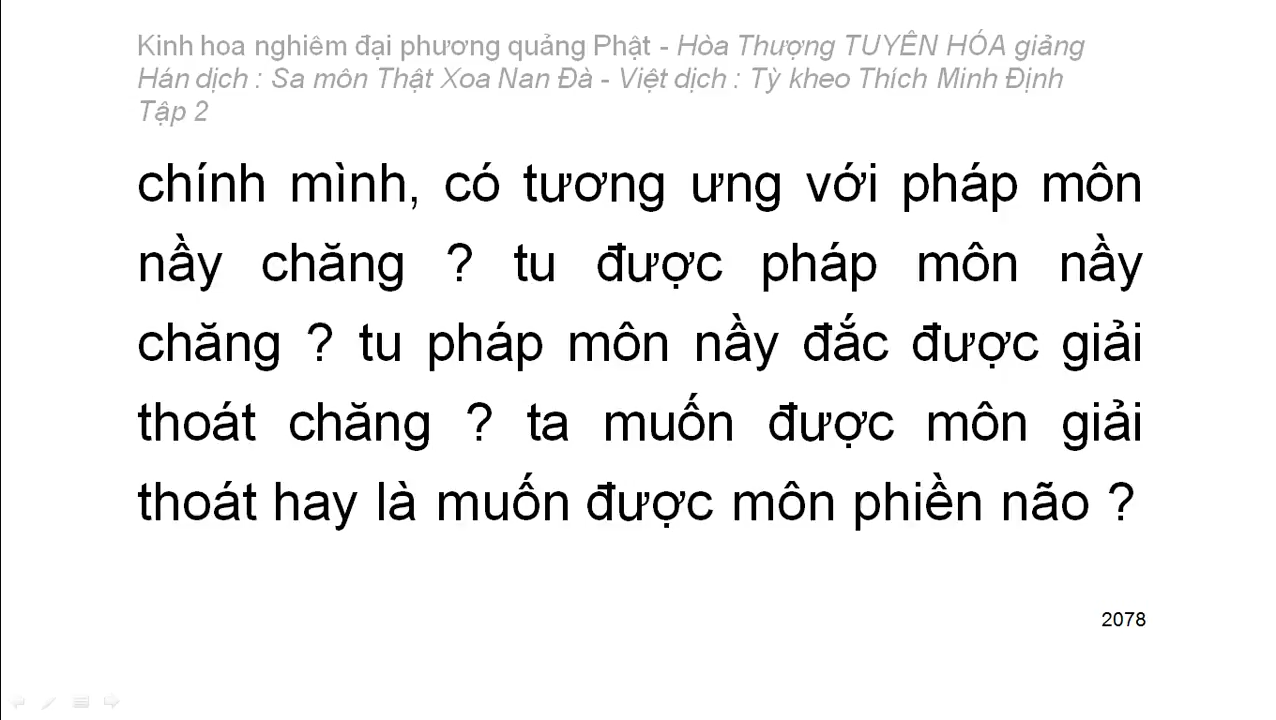 Kinh hoa nghiêm đại phương quảng Phật - Hòa Thượng TUYÊN HÓA giảng
Hán dịch : Sa môn Thật Xoa Nan Đà - Việt dịch : Tỳ kheo Thích Minh Định
Tập 2
chính mình, có tương ưng với pháp môn
nầy chăng ? tu được pháp môn nầy
chăng ? tu pháp môn nầy đắc được giải
thoát chăng ? ta muốn được môn giải
thoát hay là muốn được môn phiền não ?
2078